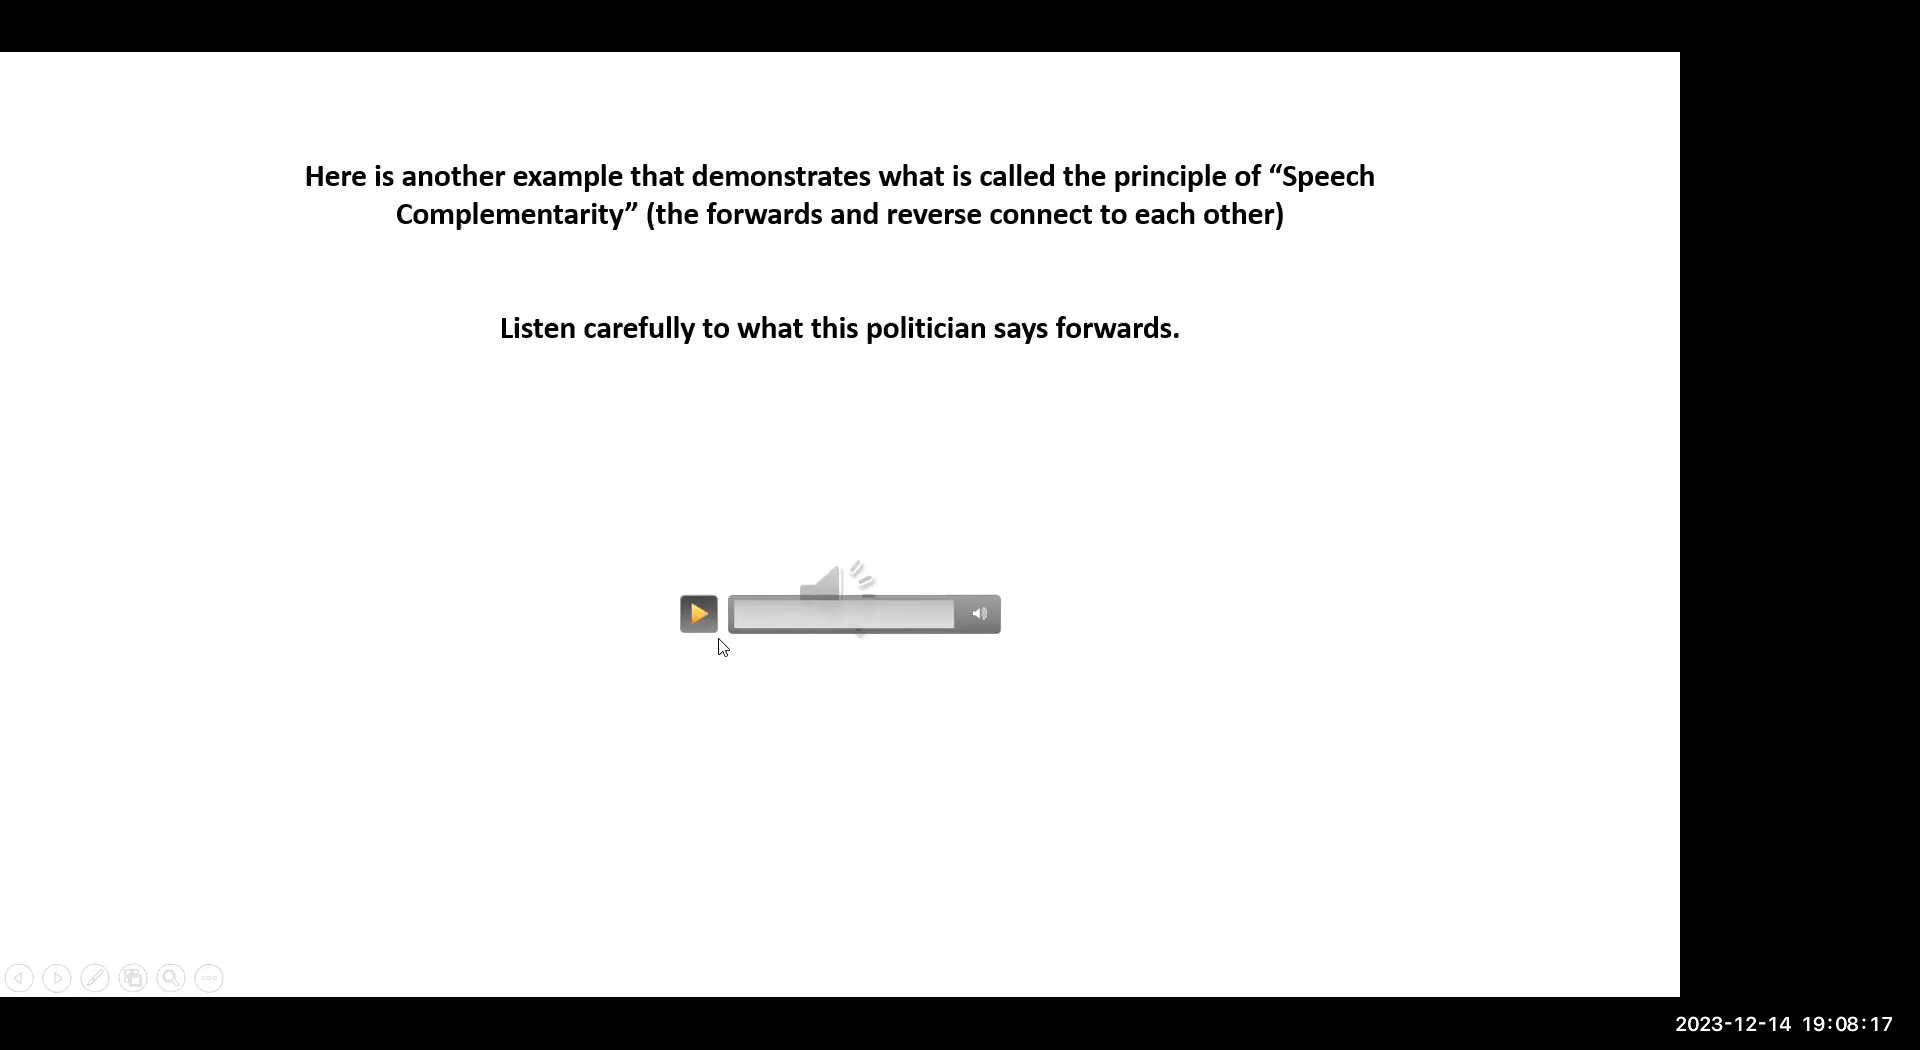 Here is another example that demonstrates what is called the principle of “Speech
Complementarity” (the forwards and reverse connect to each other)
Listen carefully to what this politician says forwards.
2023-12-14 19:08:17